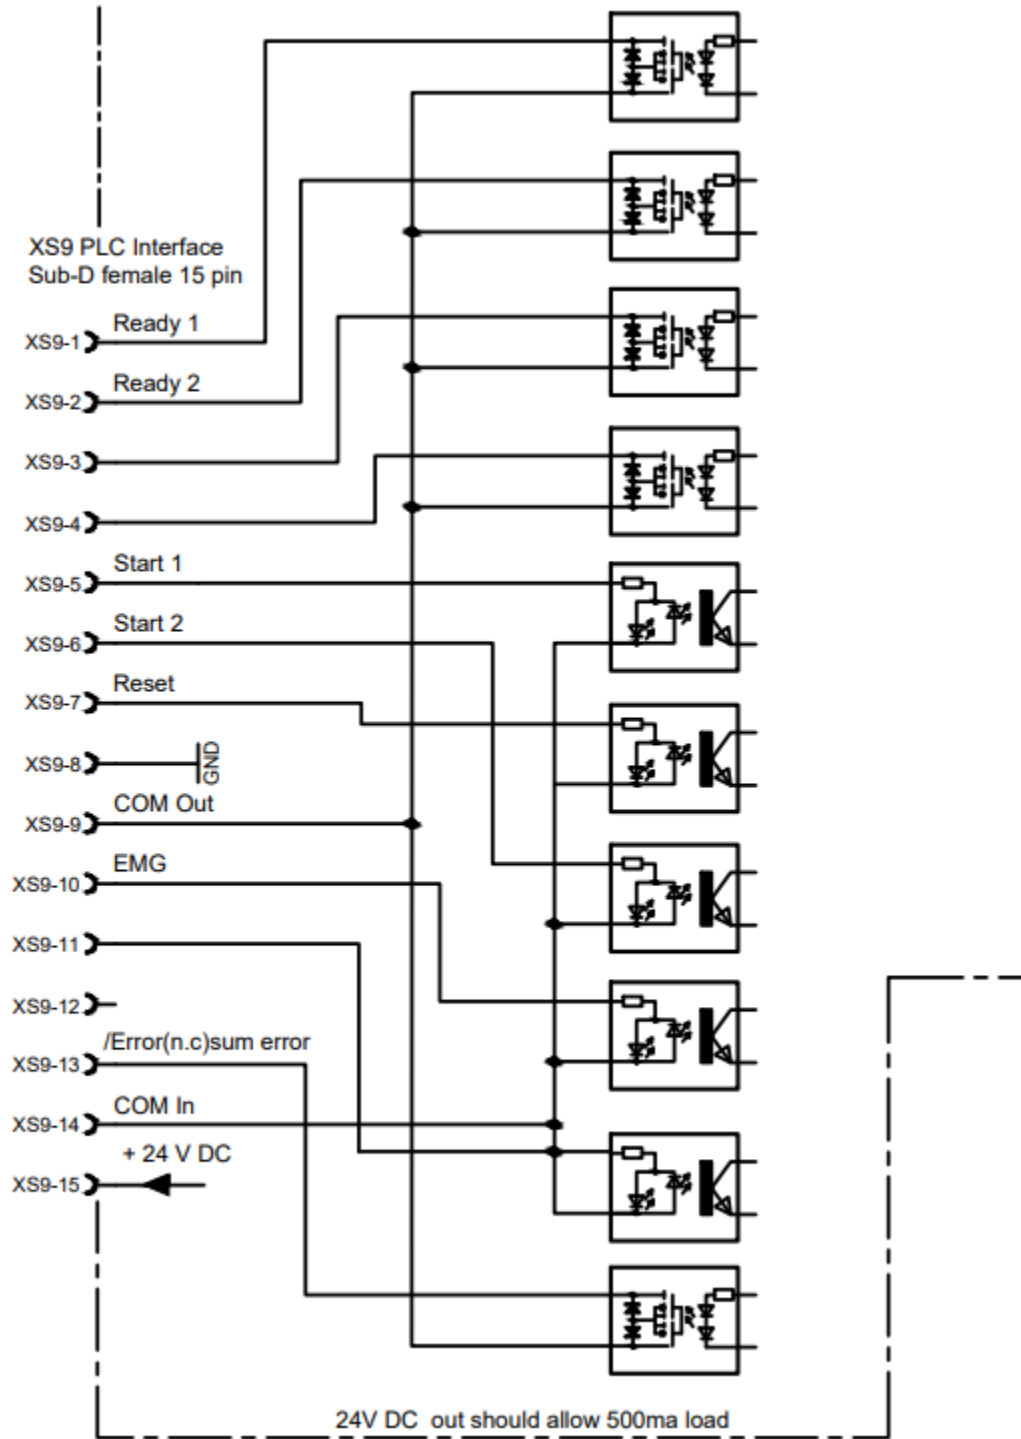 XS9 PLC Interface
Sub-D female 15 pin
Ready 1
XS9-1
Ready 2
XS9-2
XS9-3
XS9-4
Start 1
XS9-5
Start 2
XS9-6
Reset
XS9-7
XS9-8
GND
COM Out
XS9-9
EMG
XS9-10
XS9-11
XS9-12
/Error(n.c)sum error
XS9-13
COM In
XS9-14
+ 24 V DC
XS9-15
24V DC out should allow 500ma load